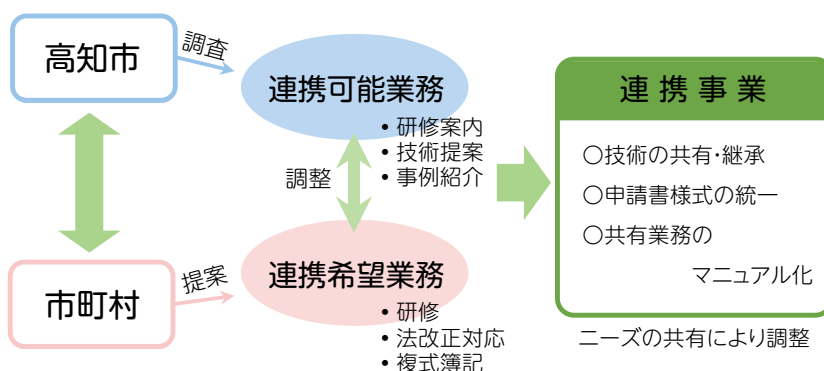 高知市
調査
連携可能業務
• 研修案内
• 技術提案
• 事例紹介
調整
市町村
提案
連携希望業務
• 研修
• 法改正対応
• 複式簿記
連携事業
〇技術の共有・継承
〇申請書様式の統一
〇共有業務の
マニュアル化
ニーズの共有により調整